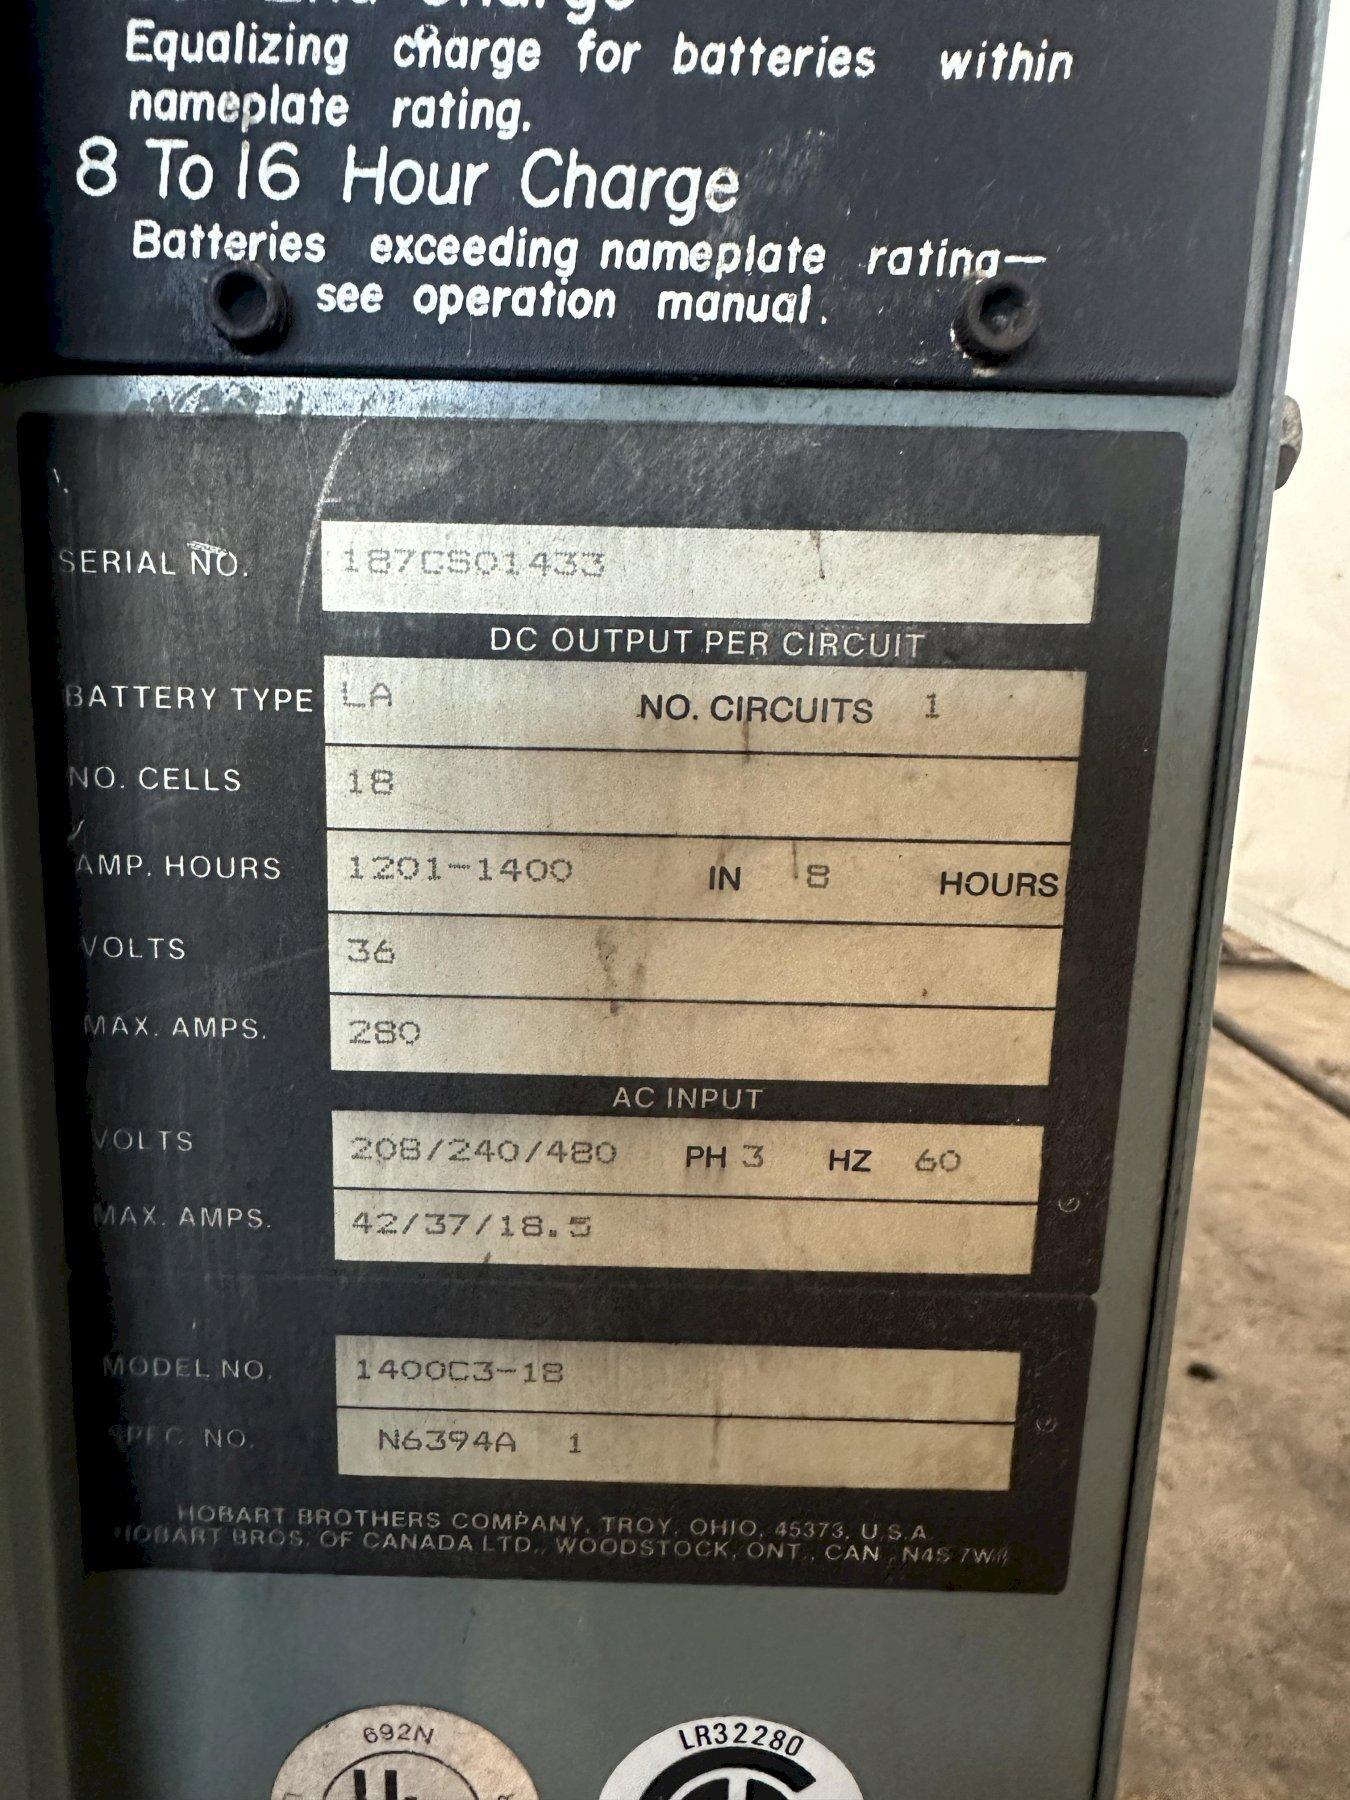 Charge
Equalizing charge for batteries within
nameplate rating.
8 To 16 Hour Charge
Batteries exceeding nameplate rating—
see operation manual.
SERIAL NO. 187CS01433
DC OUTPUT PER CIRCUIT
BATTERY TYPE LA NO. CIRCUITS 1
NO. CELLS 18
AMP. HOURS 1201-1400 IN 8 HOURS
VOLTS 36
MAX. AMPS. 280
AC INPUT
VOLTS 208/240/480 PH 3 HZ 60
MAX. AMPS. 42/37/18.5
MODEL NO. 1400C3-18
SPEC NO. N6394A 1
HOBART BROTHERS COMPANY, TROY, OHIO, 45373, U.S.A.
HOBART BROS. OF CANADA LTD., WOODSTOCK, ONT., CAN. N4S
692N
LR32280